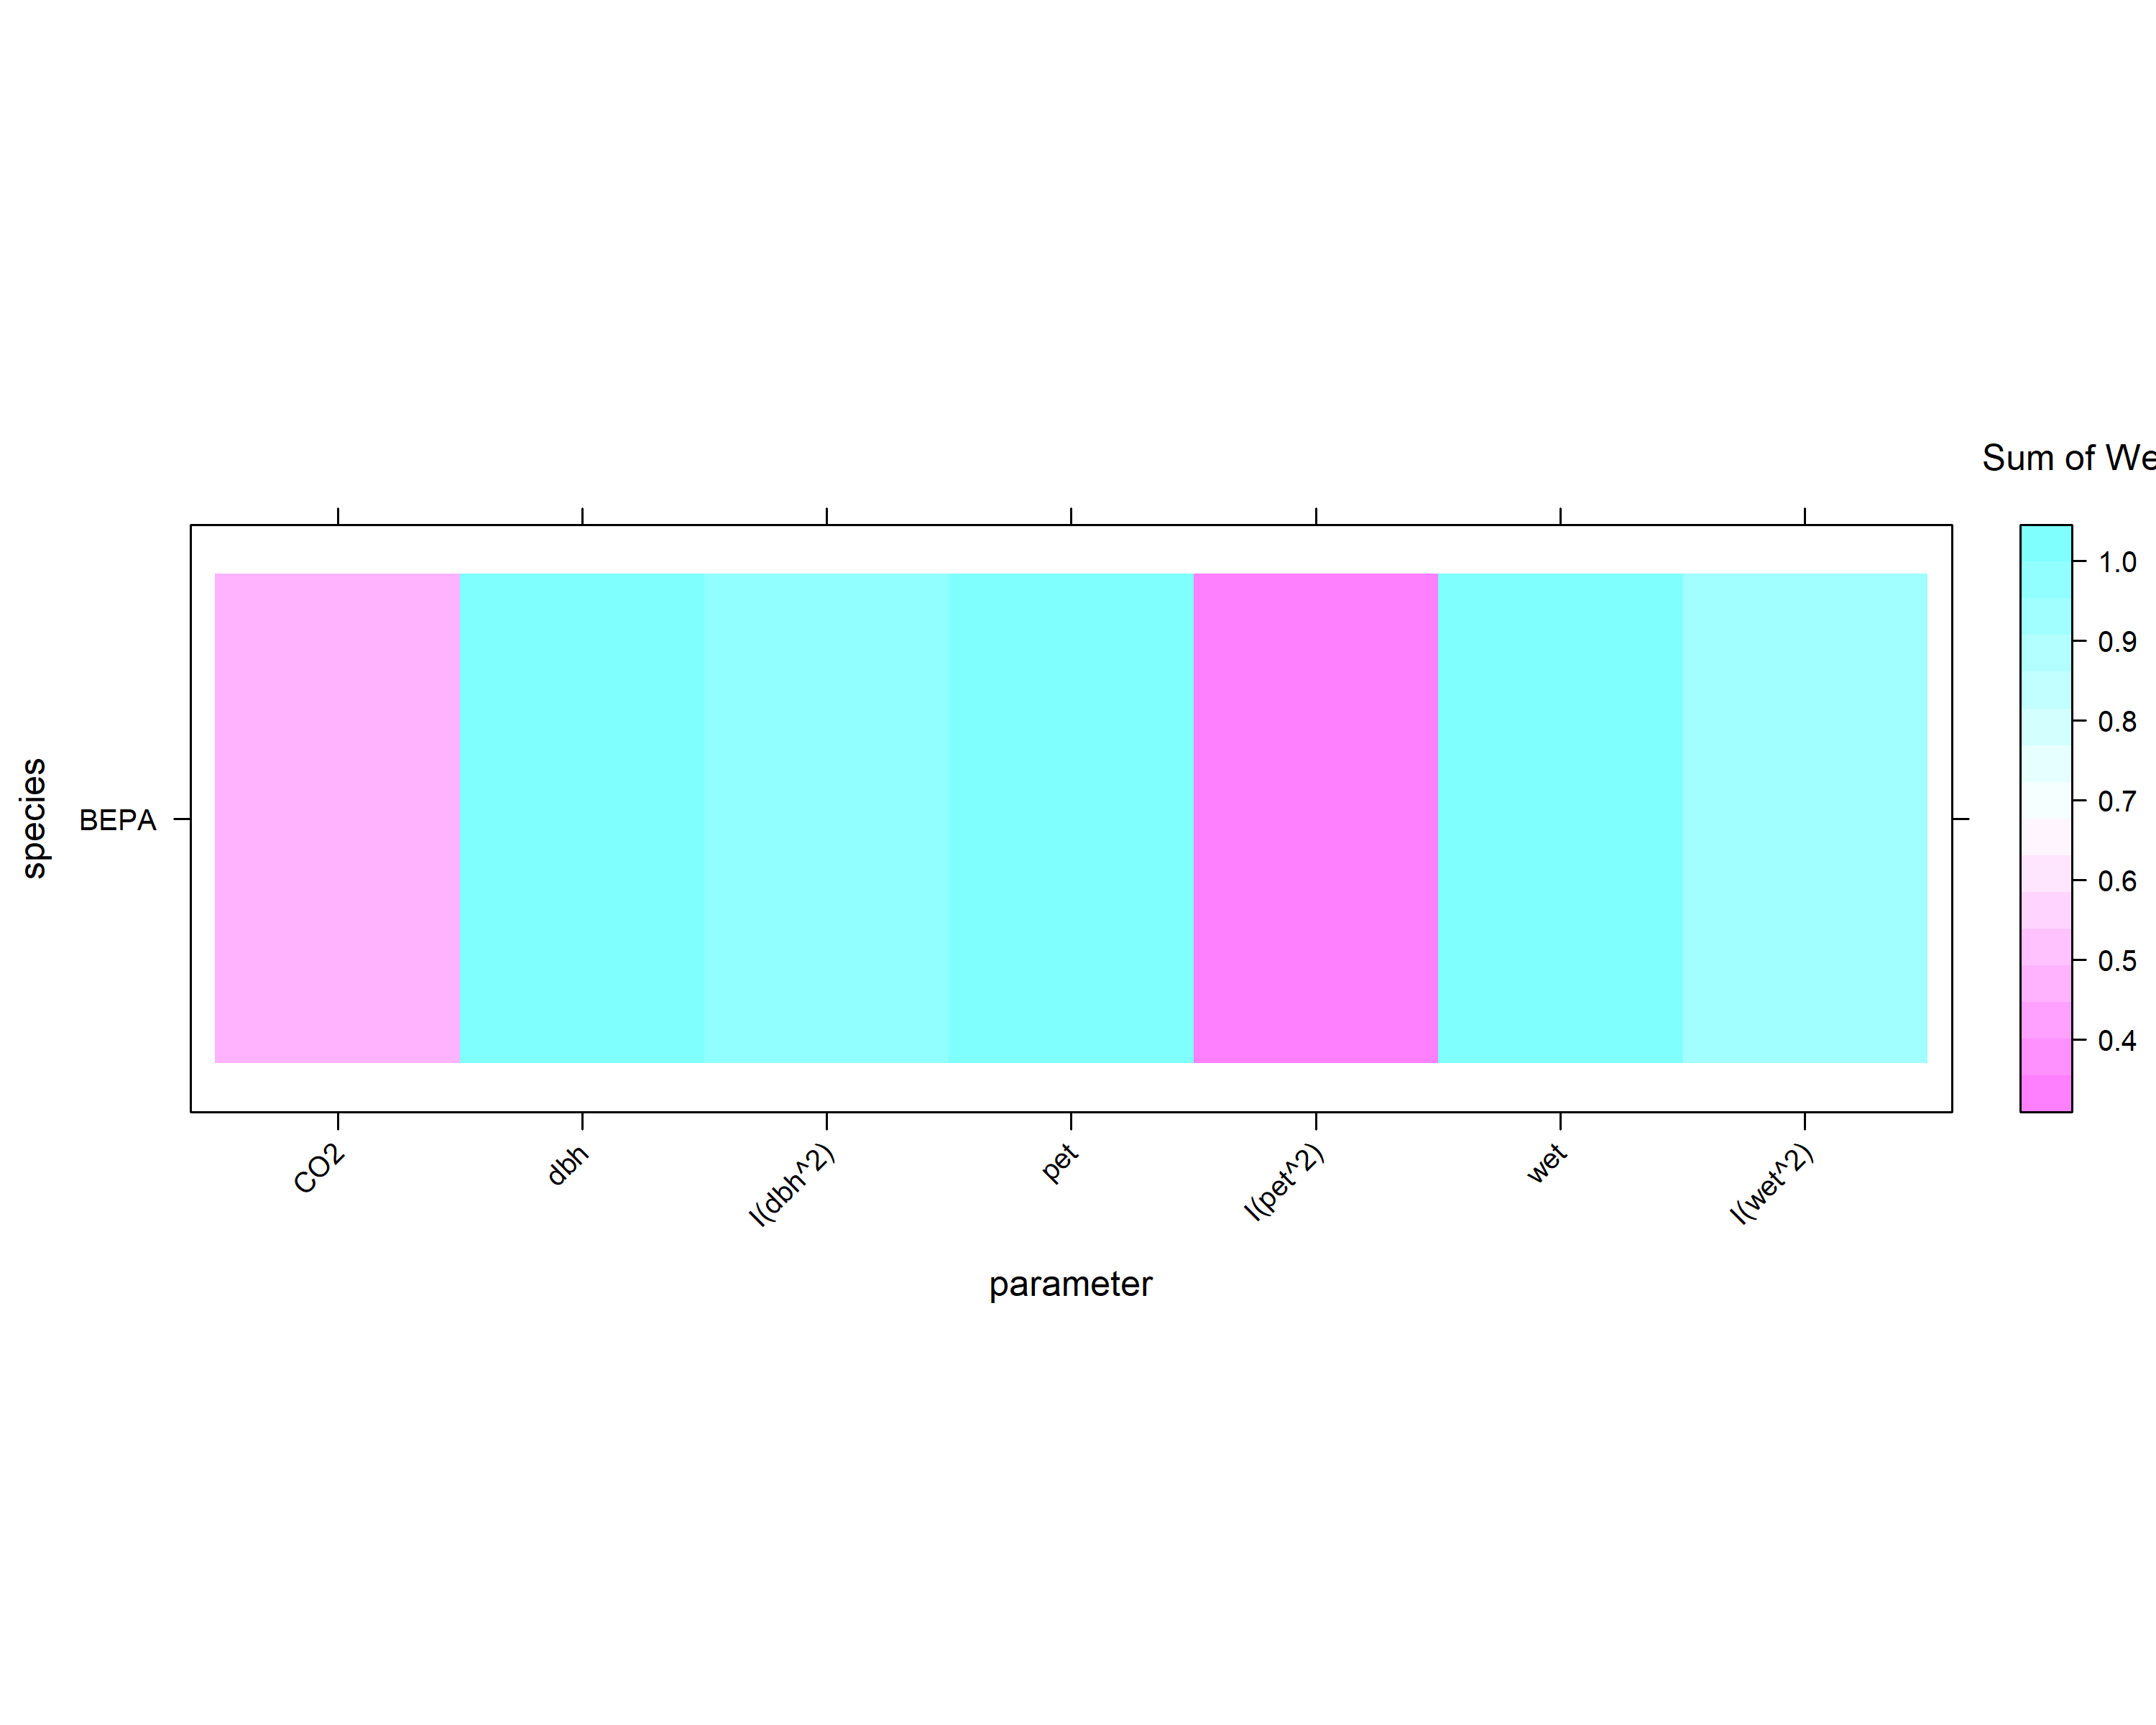 Sum of We
1.0
0.9
0.8
0.7
0.6
0.5
0.4
species
BEPA
CO2
dbh
I(dbh^2)
pet
I(pet^2)
wet
I(wet^2)
parameter